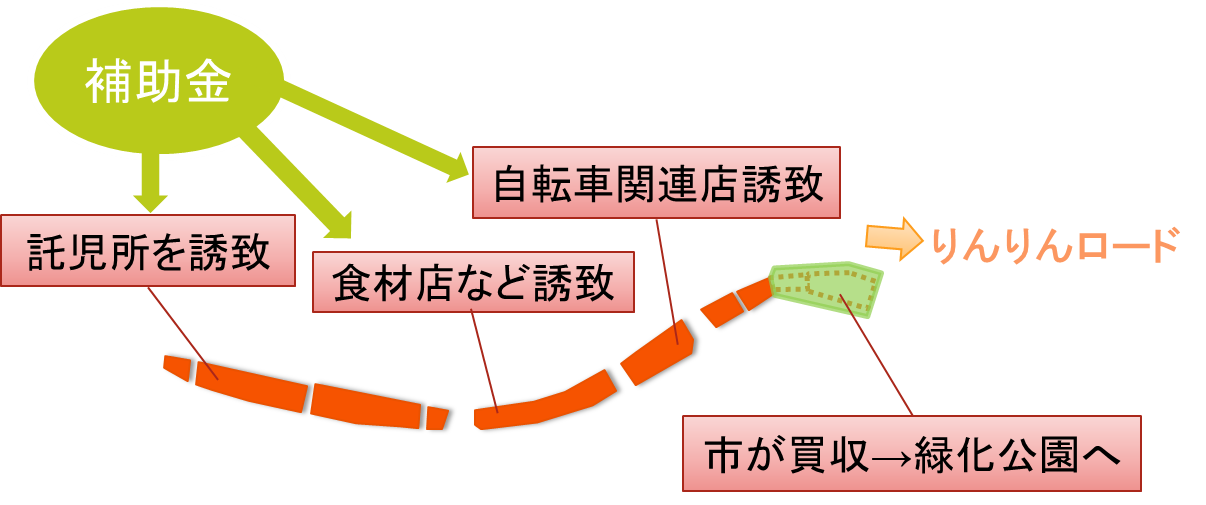 補助金
自転車関連店誘致
託児所を誘致
りんりんロード
食材店など誘致
市が買収→緑化公園へ